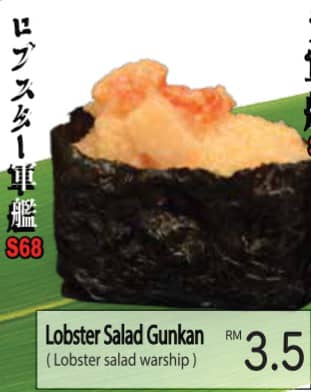 ロブスター軍艦
S68
Lobster Salad Gunkan
( Lobster salad warship )
RM 3.5